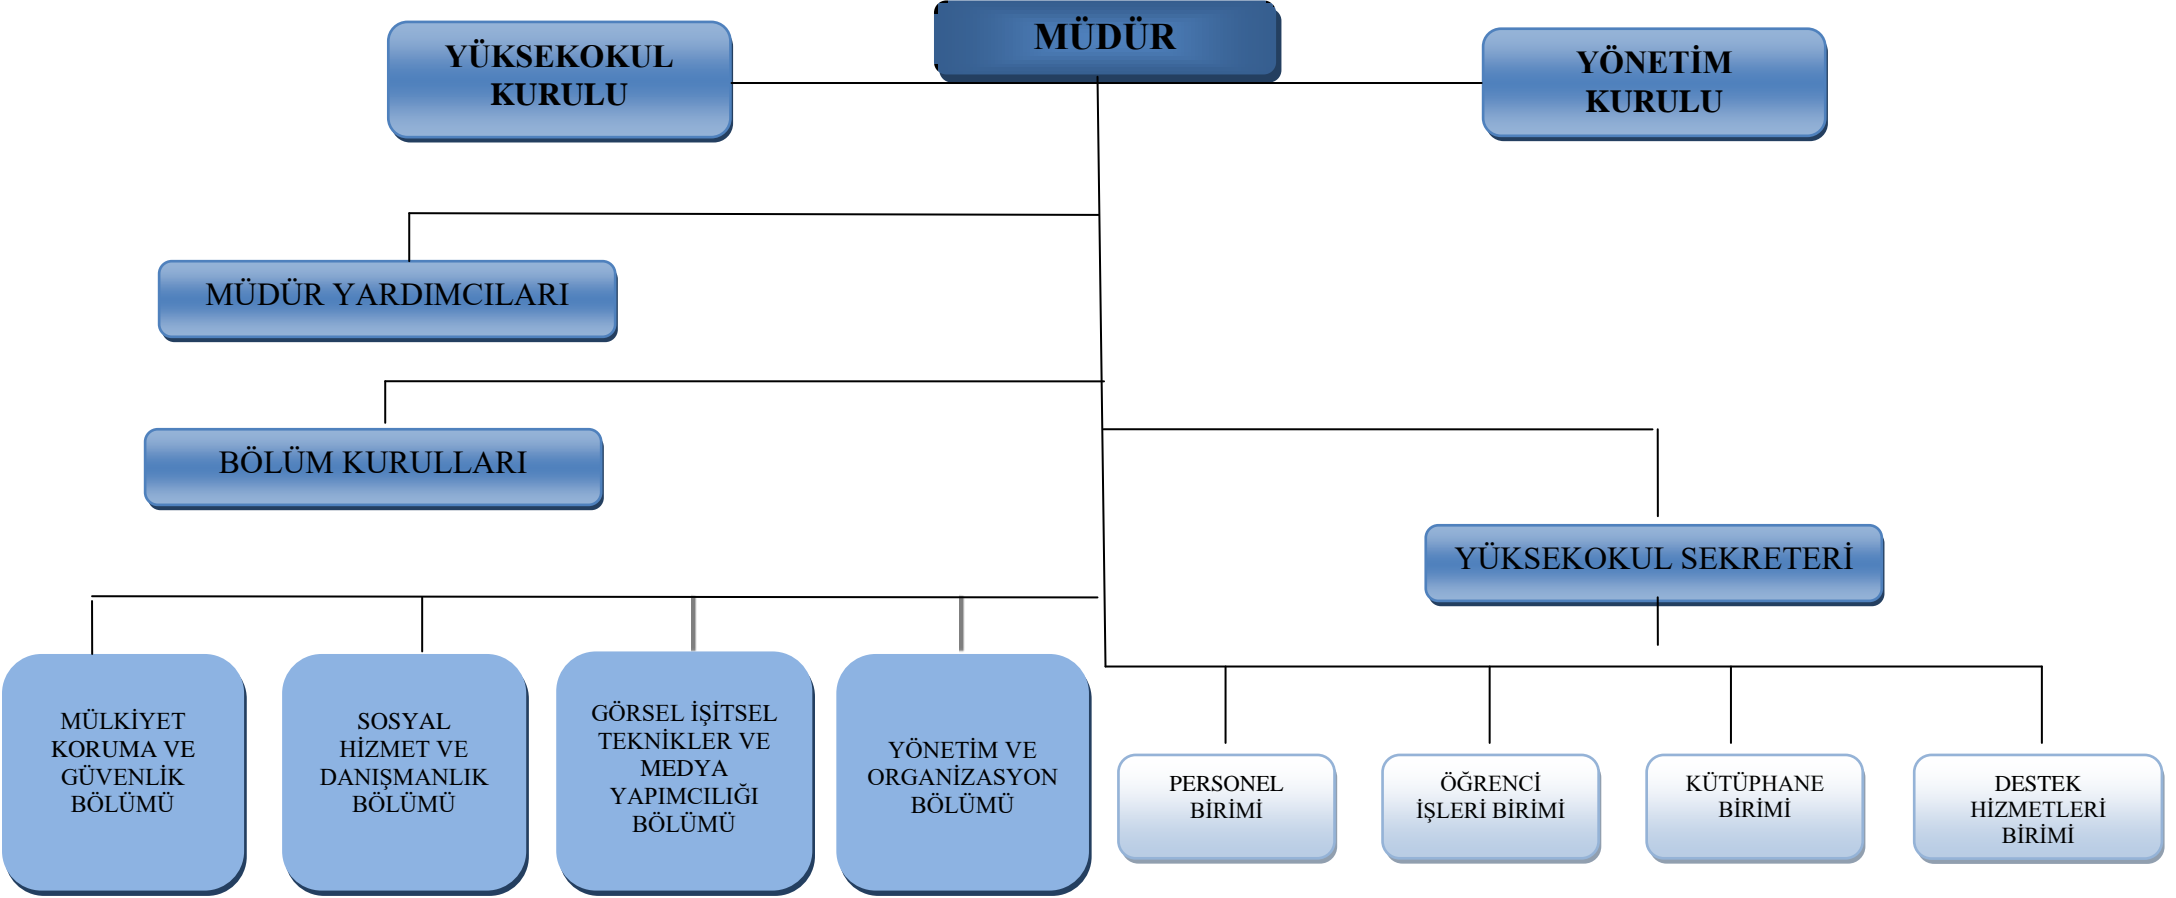 MÜDÜR
YÜKSEKOKUL
KURULU
YÖNETİM
KURULU
MÜDÜR YARDIMCILARI
BÖLÜM KURULLARI
YÜKSEKOKUL SEKRETERİ
MÜLKİYET
KORUMA VE
GÜVENLİK
BÖLÜMÜ
SOSYAL
HİZMET VE
DANIŞMANLIK
BÖLÜMÜ
GÖRSEL İŞİTSEL
TEKNİKLER VE
MEDYA
YAPIMCILIĞI
BÖLÜMÜ
YÖNETİM VE
ORGANİZASYON
BÖLÜMÜ
PERSONEL
BİRİMİ
ÖĞRENCİ
İŞLERİ BİRİMİ
KÜTÜPHANE
BİRİMİ
DESTEK
HİZMETLERİ
BİRİMİ